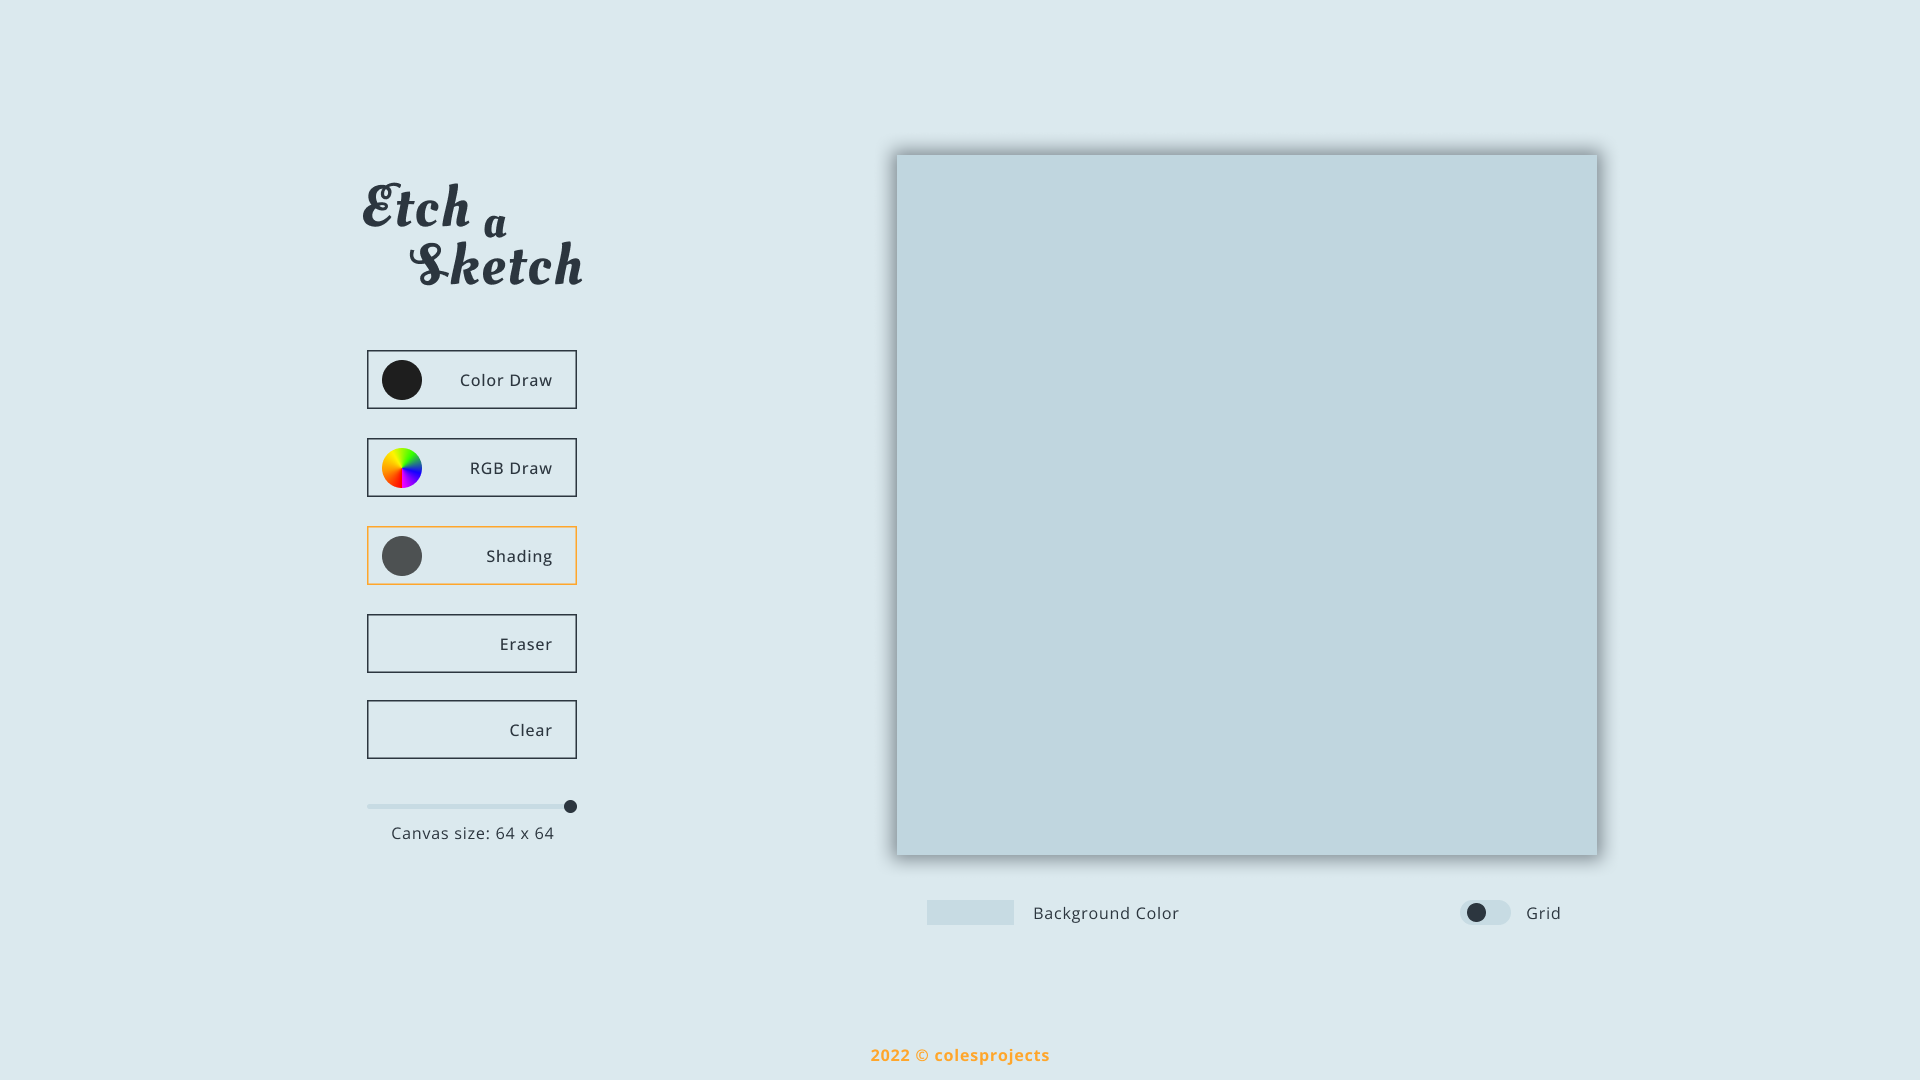 Etch a
Sketch
Color Draw
RGB Draw
Shading
Eraser
Clear
Canvas size: 64 x 64
Background Color
Grid
2022 © colesprojects